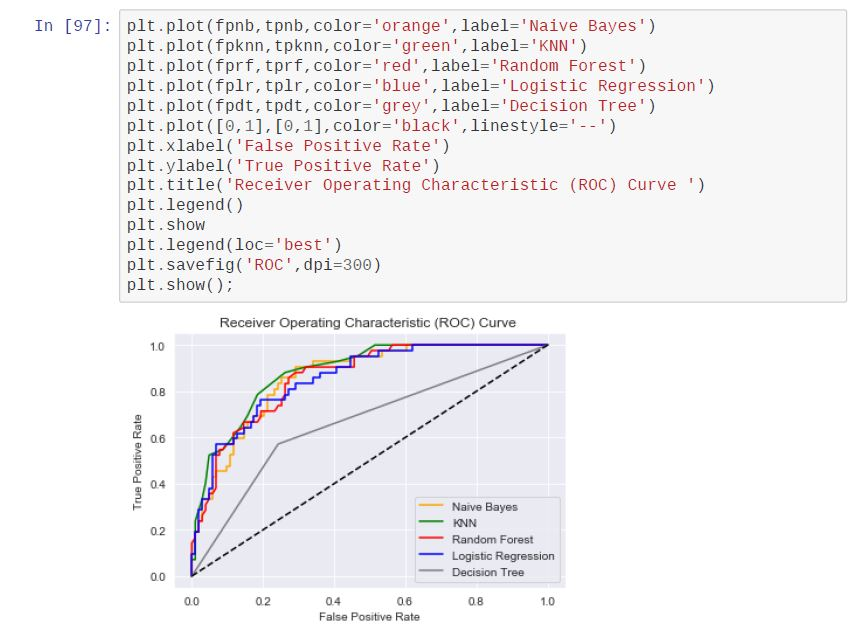 In [97]:
plt.plot(fpnb,tpnb,color='orange',label='Naive Bayes')
plt.plot(fpknn,tpknn,color='green',label='KNN')
plt.plot(fprf,tprf,color='red',label='Random Forest')
plt.plot(fplr,tplr,color='blue',label='Logistic Regression')
plt.plot(fpdt,tpdt,color='grey',label='Decision Tree')
plt.plot([0,1],[0,1],color='black',linestyle='--')
plt.xlabel('False Positive Rate')
plt.ylabel('True Positive Rate')
plt.title('Receiver Operating Characteristic (ROC) Curve ')
plt.legend()
plt.show
plt.legend(loc='best')
plt.savefig('ROC',dpi=300)
plt.show();
Receiver Operating Characteristic (ROC) Curve
True Positive Rate
1.0
0.8
0.6
0.4
0.2
0.0
Naive Bayes
KNN
Random Forest
Logistic Regression
Decision Tree
0.0 0.2 0.4 0.6 0.8 1.0
False Positive Rate